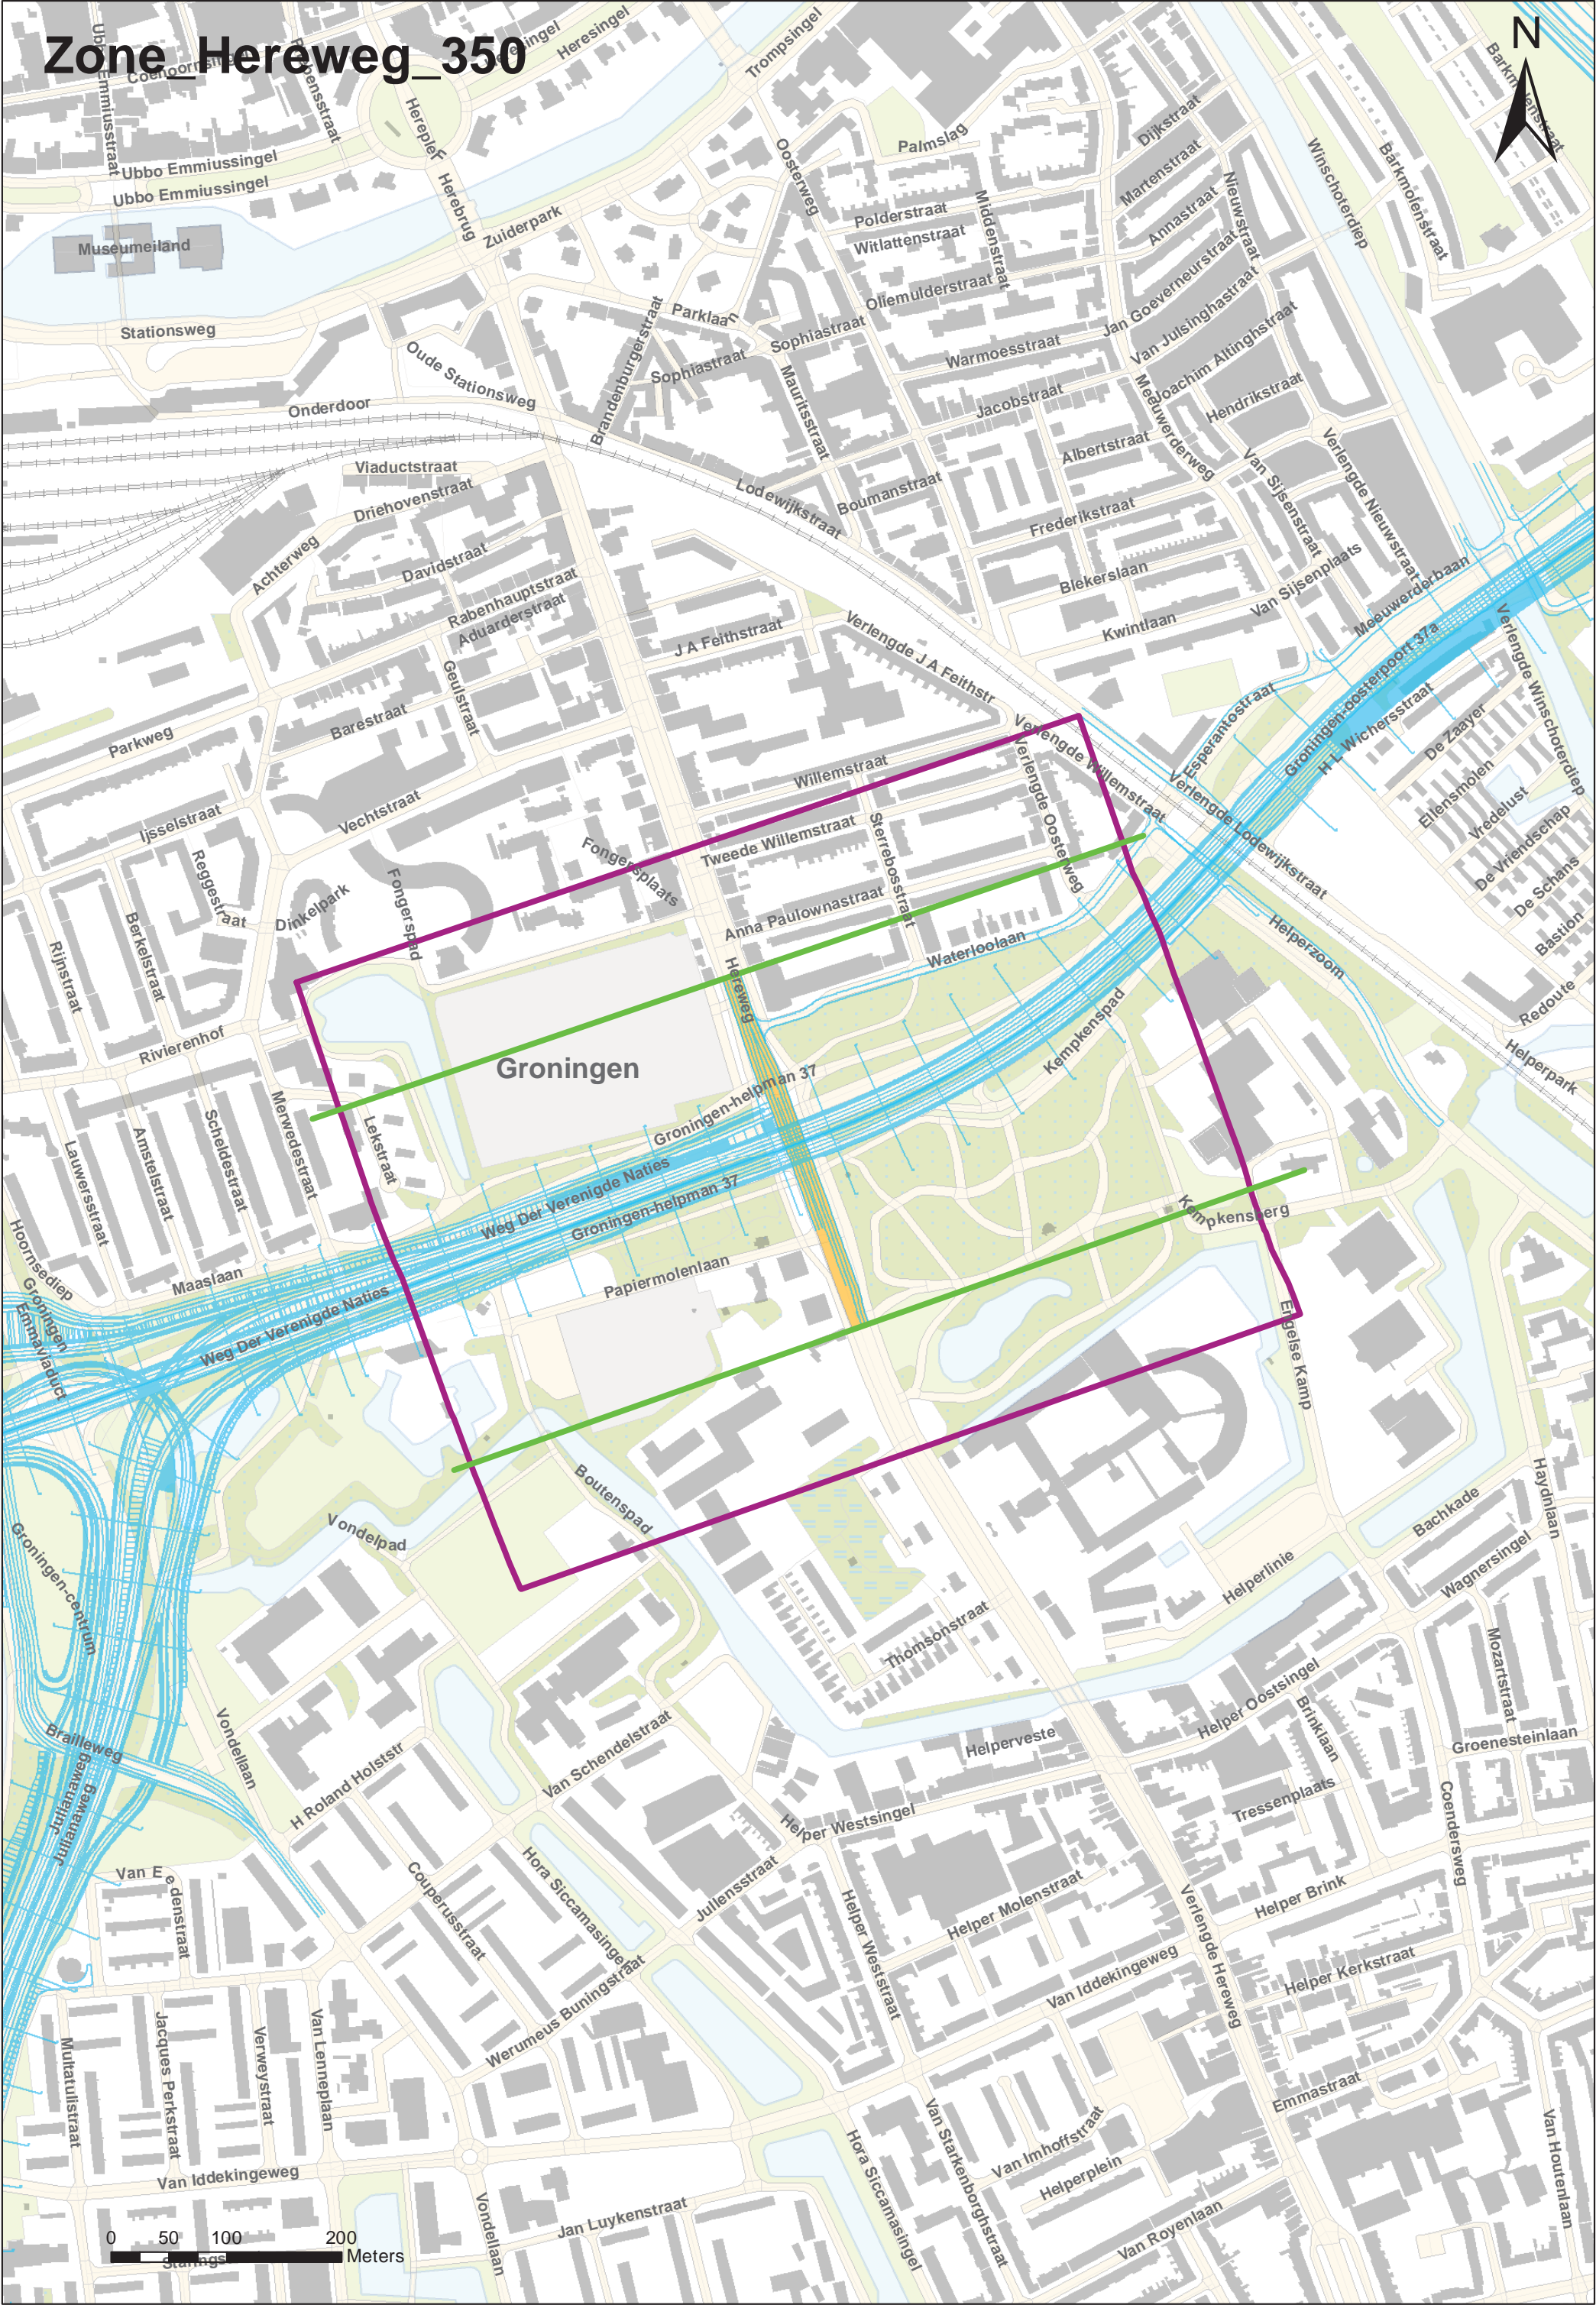 Zone_Hereweg_350
N
Coehoornsingel
Heresingel
Heresingel
Trompsingel
Hereplein
Herebrug
Ubbo Emmiussingel
Ubbo Emmiussingel
Museumeiland
Zuiderpark
Oosterweg
Palmslag
Dijkstraat
Martenstraat
Annastraat
Nieuwstraat
Winschoterdiep
Barkmolenstraat
Barkmolenstraat
Polderstraat
Witlattenstraat
Middenstraat
Oliemulderstraat
Jan Goeverneurstraat
Van Julsinghastraat
Joachim Altinghstraat
Hendrikstraat
Stationsweg
Parklaan
Sophiastraat
Sophiastraat
Brandenburgerstraat
Mauritsstraat
Warmoesstraat
Jacobstraat
Meeuwerderweg
Albertstraat
Oude Stationsweg
Onderdoor
Viaductstraat
Driehovenstraat
Lodewijkstraat
Boumanstraat
Frederikstraat
Van Sijsenstraat
Verlengde Nieuwstraat
Achterweg
Davidstraat
Rabenhauptstraat
Aduarderstraat
Blekerslaan
Van Sijsenplaats
Meeuwerderbaan
Kwintlaan
J A Feithstraat
Verlengde J A Feithstr
Groningen-oosterpoort 37a
Verlengde Winschoterdiep
Geulstraat
Barestraat
Parkweg
Verlengde Willemstraat
Esperantostraat
H L Wichersstraat
De Zaayer
Ellensmolen
Vredelust
De Vriendschap
De Schans
Bastion
Redoute
Willemstraat
Tweede Willemstraat
Verlengde Oosterweg
Verlengde Lodewijkstraat
Ijsselstraat
Vechtstraat
Fongersplaats
Sterrebosstraat
Reggestraat
Dinkelpark
Fongerspad
Anna Paulownastraat
Waterloolaan
Hereweg
Helperzoom
Rijnstraat
Berkelstraat
Rivierenhof
Groningen
Kempkenspad
Helperpark
Groningen-helpman 37
Lauwersstraat
Amstelstraat
Scheldestraat
Merwedestraat
Lekstraat
Weg Der Verenigde Naties
Groningen-helpman 37
Kempkensberg
Hoornsediep
Groningen
Emmaviaduct
Maaslaan
Papiermolenlaan
Weg Der Verenigde Naties
Engelse Kamp
Boutenspad
Vondelpad
Groningen-centrum
Haydnlaan
Bachkade
Wagnersingel
Helperlinie
Thomsonstraat
Mozartstraat
Helper Oostsingel
Brinklaan
Groenesteinlaan
Vondellaan
Brailleweg
Julianaweg
Julianaweg
H Roland Holststr
Van Schendelstraat
Helperveste
Helper Westsingel
Tressenplaats
Coendersweg
Van Eedenstraat
Couperusstraat
Hora Siccamasingel
Jullensstraat
Helper Weststraat
Helper Molenstraat
Verlengde Hereweg
Helper Brink
Van Iddekingeweg
Helper Kerkstraat
Werumeus Buningstraat
Multatulistraat
Jacques Perkstraat
Verweystraat
Van Lenneplaan
Emmastraat
Van Starkenborghstraat
Van Imhoffstraat
Helperplein
Van Houtenlaan
Hora Siccamasingel
Van Iddekingeweg
Vondellaan
Jan Luykenstraat
Van Royenlaan
0 50 100 200
Meters